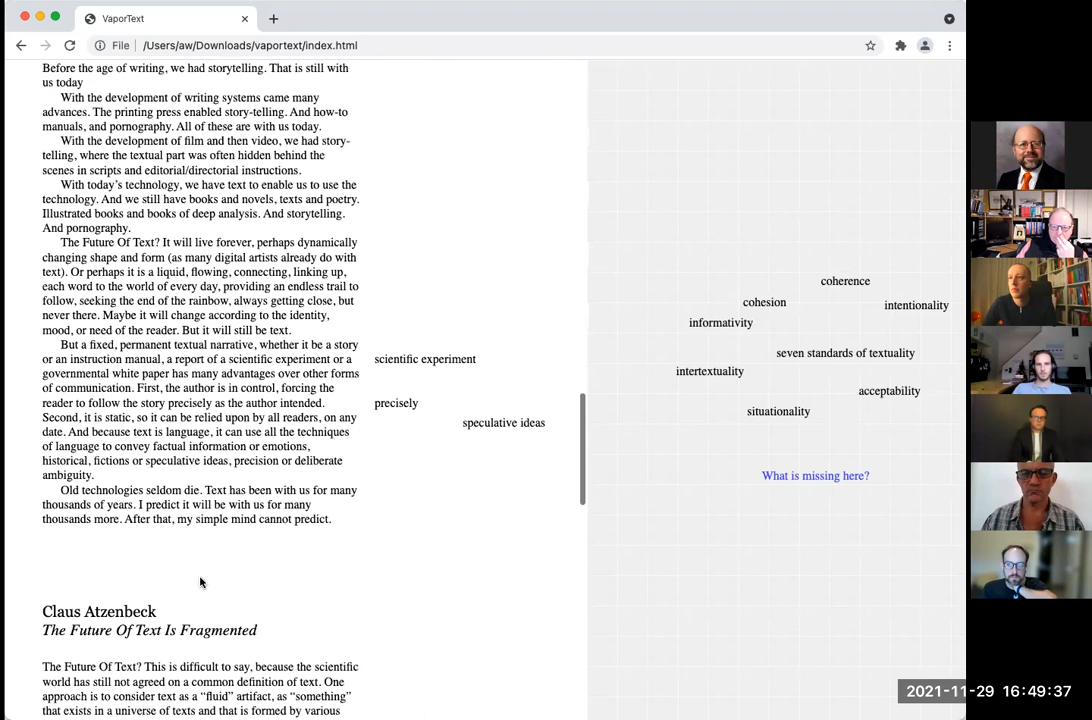 VaporText
File
/Users/aw/Downloads/vaportext/index.html
Before the age of writing, we had storytelling. That is still with
us today
With the development of writing systems came many
advances. The printing press enabled story-telling. And how-to
manuals, and pornography. All of these are with us today.
With the development of film and then video, we had story-
telling, where the textual part was often hidden behind the
scenes in scripts and editorial/directorial instructions.
With today's technology, we have text to enable us to use the
technology. And we still have books and novels, texts and poetry.
Illustrated books and books of deep analysis. And storytelling.
And pornography.
The Future Of Text? It will live forever, perhaps dynamically
changing shape and form (as many digital artists already do with
text). Or perhaps it is a liquid, flowing, connecting, linking up,
each word to the world of every day, providing an endless trail to
follow, seeking the end of the rainbow, always getting close, but
never there. Maybe it will change according to the identity,
mood, or need of the reader. But it will still be text.
But a fixed, permanent textual narrative, whether it be a story
or an instruction manual, a report of a scientific experiment or a
governmental white paper has many advantages over other forms
of communication. First, the author is in control, forcing the
reader to follow the story precisely as the author intended.
Second, it is static, so it can be relied upon by all readers, on any
date. And because text is language, it can use all the techniques
of language to convey factual information or emotions,
historical, fictions or speculative ideas, precision or deliberate
ambiguity.
Old technologies seldom die. Text has been with us for many
thousands of years. I predict it will be with us for many
thousands more. After that, my simple mind cannot predict.
Claus Atzenbeck
The Future Of Text Is Fragmented
The Future Of Text? This is difficult to say, because the scientific
world has still not agreed on a common definition of text. One
approach is to consider text as a “fluid” artifact, as “something”
that exists in a universe of texts and that is formed by various
scientific experiment
precisely
speculative ideas
coherence
cohesion
intentionality
informativity
seven standards of textuality
intertextuality
acceptability
situationality
What is missing here?
2021-11-29 16:49:37